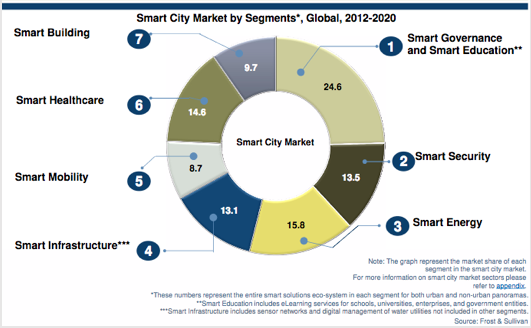 Smart City Market by Segments*, Global, 2012-2020
Smart Building
7
9.7
1
Smart Governance
and Smart Education**
24.6
Smart Healthcare
6
14.6
Smart City Market
2
Smart Security
13.5
Smart Mobility
5
8.7
3
Smart Energy
15.8
Smart Infrastructure***
4
13.1
Note: The graph represent the market share of each
segment in the smart city market.
For more information on smart city market sectors please
refer to appendix.
*These numbers represent the entire smart solutions eco-system in each segment for both urban and non-urban panoramas.
**Smart Education includes eLearning services for schools, universities, enterprises, and government entities.
***Smart Infrastructure includes sensor networks and digital management of water utilities not included in other segments.
Source: Frost & Sullivan